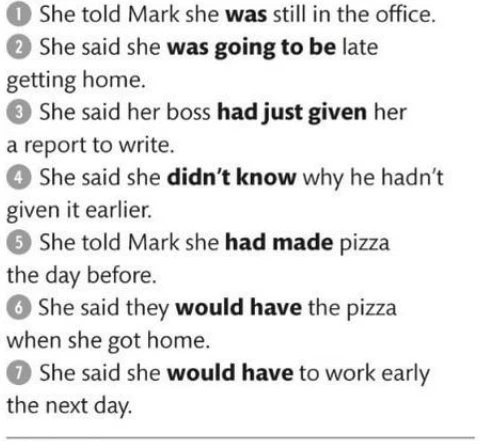 1 She told Mark she was still in the office.
2 She said she was going to be late
getting home.
3 She said her boss had just given her
a report to write.
4 She said she didn’t know why he hadn’t
given it earlier.
5 She told Mark she had made pizza
the day before.
6 She said they would have the pizza
when she got home.
7 She said she would have to work early
the next day.